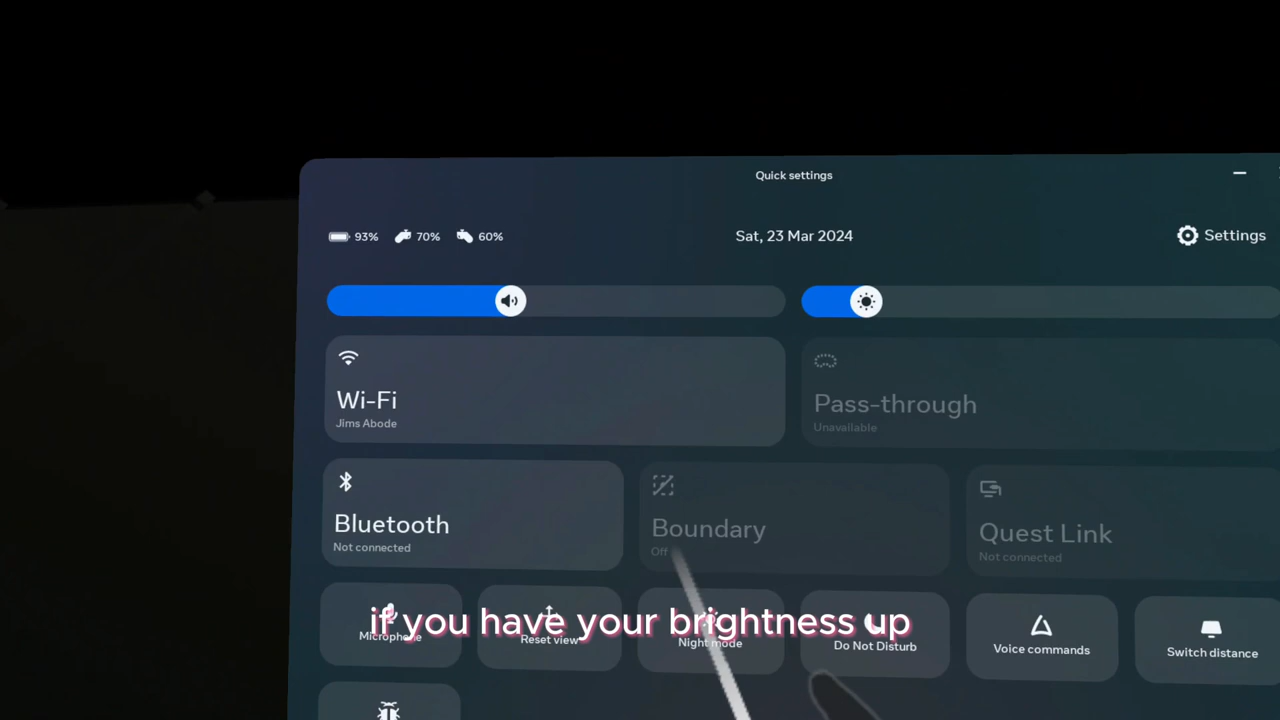 Quick settings
93% 70% 60%
Sat, 23 Mar 2024
Settings
Wi-Fi
Jims Abode
Pass-through
Unavailable
Bluetooth
Not connected
Boundary
Off
Quest Link
Not connected
Microphone
Reset view
Night mode
Do Not Disturb
Voice commands
Switch distance
if you have your brightness up